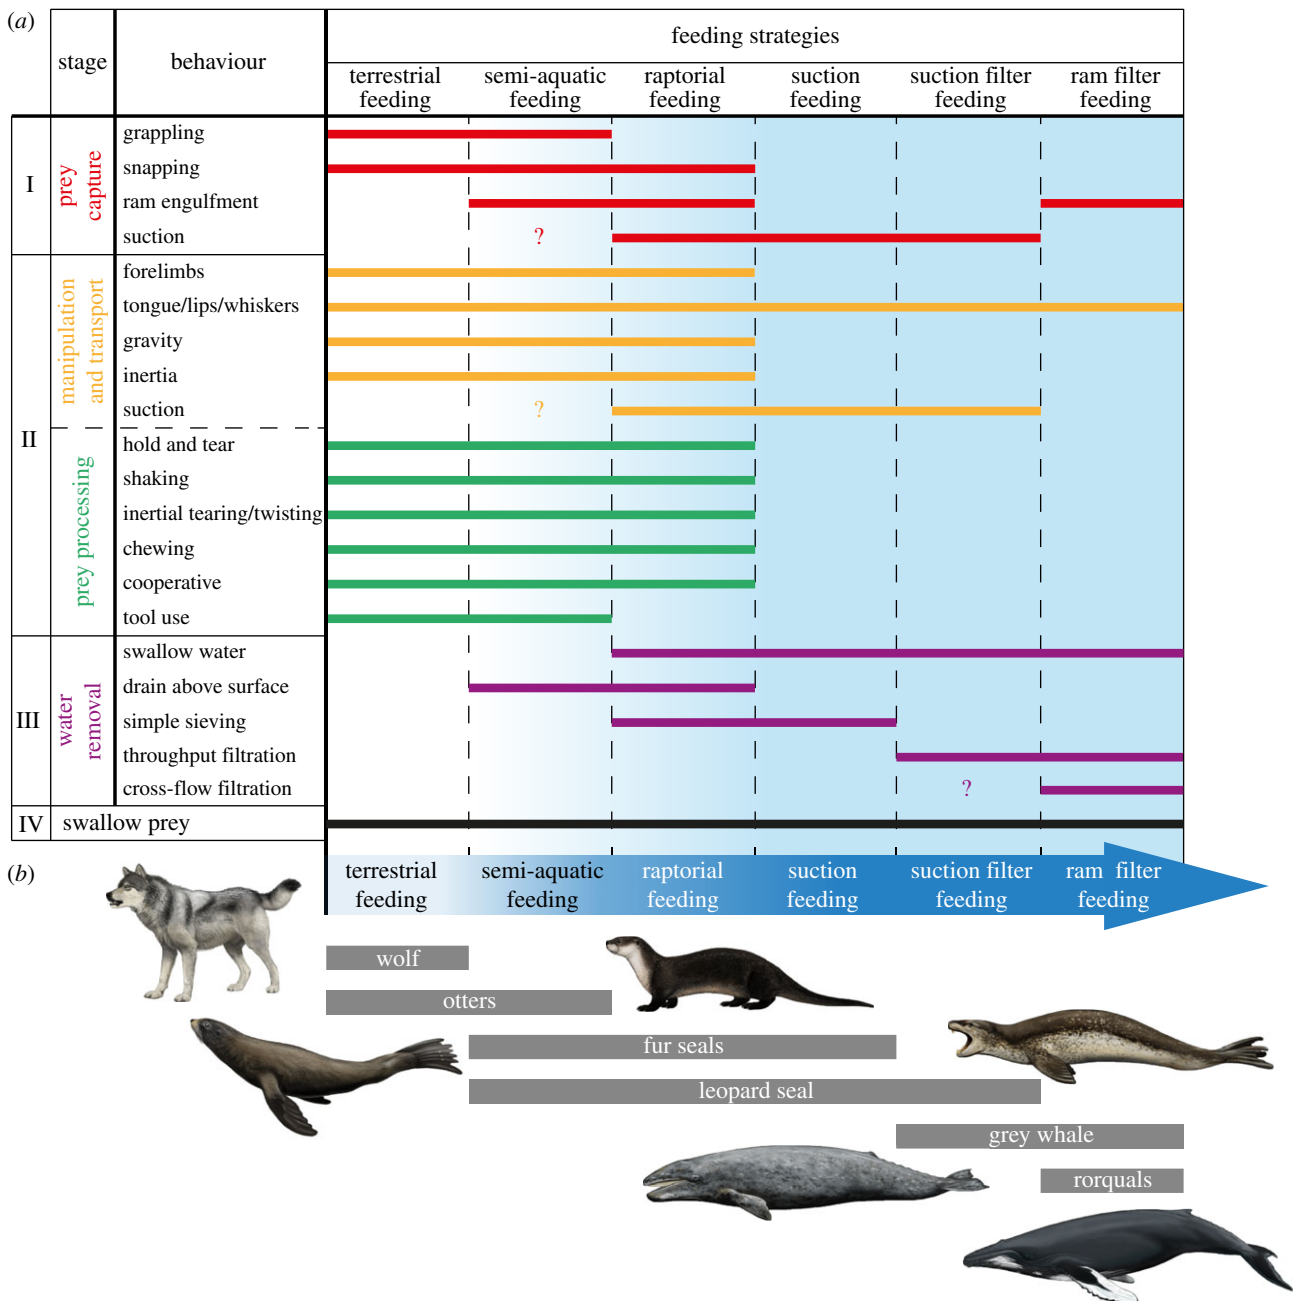 (a)
stage
behaviour
feeding strategies
terrestrial
feeding
semi-aquatic
feeding
raptorial
feeding
suction
feeding
suction filter
feeding
ram filter
feeding
I
prey
capture
grappling
snapping
ram engulfment
suction
?
II
manipulation
and transport
forelimbs
tongue/lips/whiskers
gravity
inertia
suction
?
prey processing
hold and tear
shaking
inertial tearing/twisting
chewing
cooperative
tool use
III
water
removal
swallow water
drain above surface
simple sieving
throughput filtration
cross-flow filtration
?
IV
swallow prey
(b)
terrestrial
feeding
semi-aquatic
feeding
raptorial
feeding
suction
feeding
suction filter
feeding
ram filter
feeding
wolf
otters
fur seals
leopard seal
grey whale
rorquals